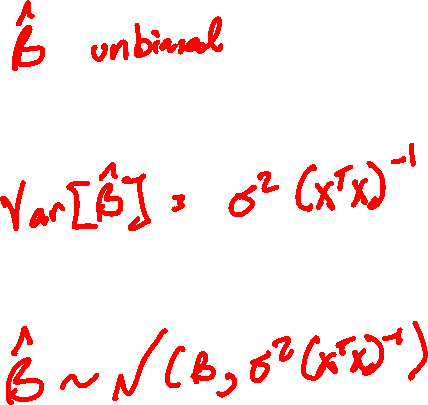 β̂ unbiased
Var[β̂] = σ² (XᵀX)⁻¹
β̂ ~ N(β, σ²(XᵀX)⁻¹)